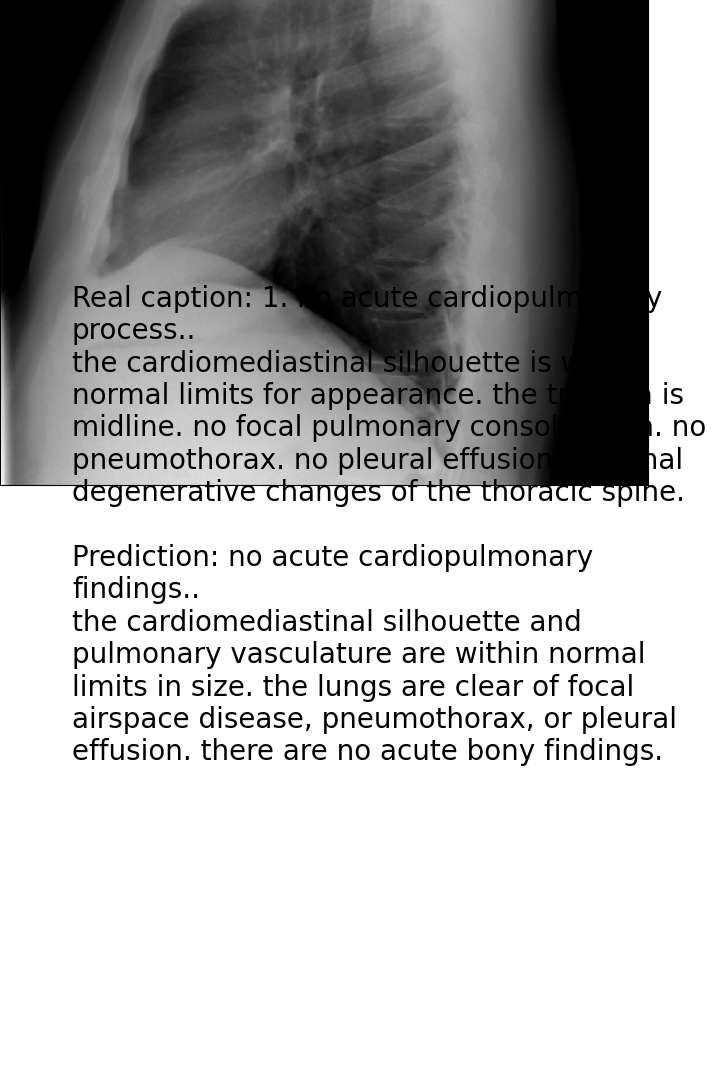 Real caption: 1. no acute cardiopulmonary
process..
the cardiomediastinal silhouette is
normal limits for appearance. the trachea is
midline. no focal pulmonary consolidation. no
pneumothorax. no pleural effusion
degenerative changes of the thoracic spine.
Prediction: no acute cardiopulmonary
findings..
the cardiomediastinal silhouette and
pulmonary vasculature are within normal
limits in size. the lungs are clear of focal
airspace disease, pneumothorax, or pleural
effusion. there are no acute bony findings.